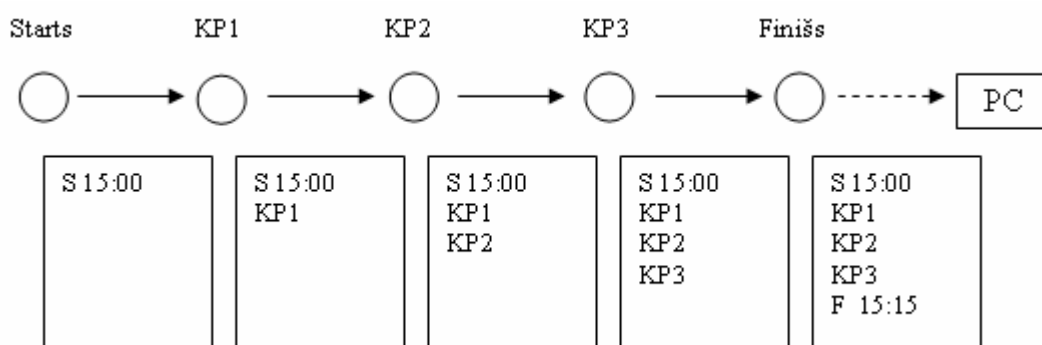 Starts KP1 KP2 KP3 Finišs
PC
S 15:00
S 15:00
KP1
S 15:00
KP1
KP2
S 15:00
KP1
KP2
KP3
S 15:00
KP1
KP2
KP3
F 15:15